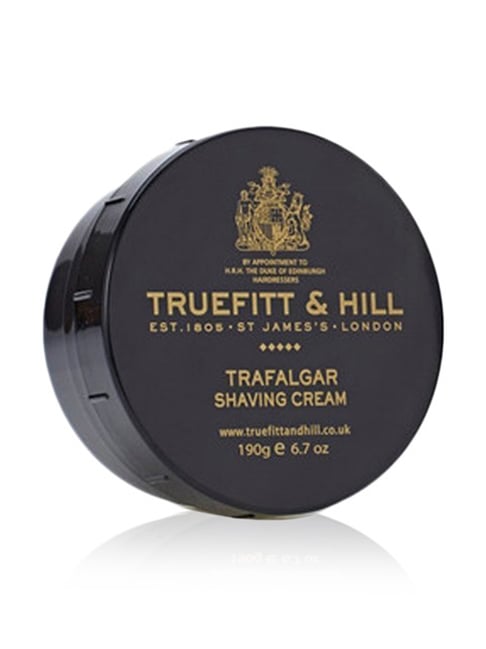 BY APPOINTMENT TO
H.R.H. THE DUKE OF EDINBURGH
HAIRDRESSERS
TRUEFITT & HILL
EST.1805 • ST JAMES'S • LONDON
TRAFALGAR
SHAVING CREAM
www.truefittandhill.co.uk
190g e 6.7 oz